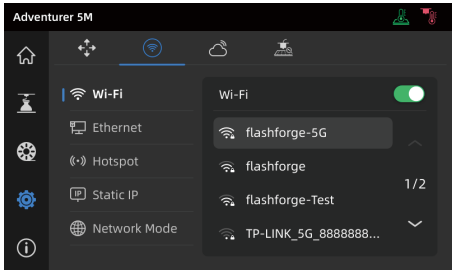 Adventurer 5M
Wi-Fi
Ethernet
Hotspot
IP
Static IP
Network Mode
Wi-Fi
flashforge-5G
flashforge
flashforge-Test
TP-LINK_5G_8888888...
1/2